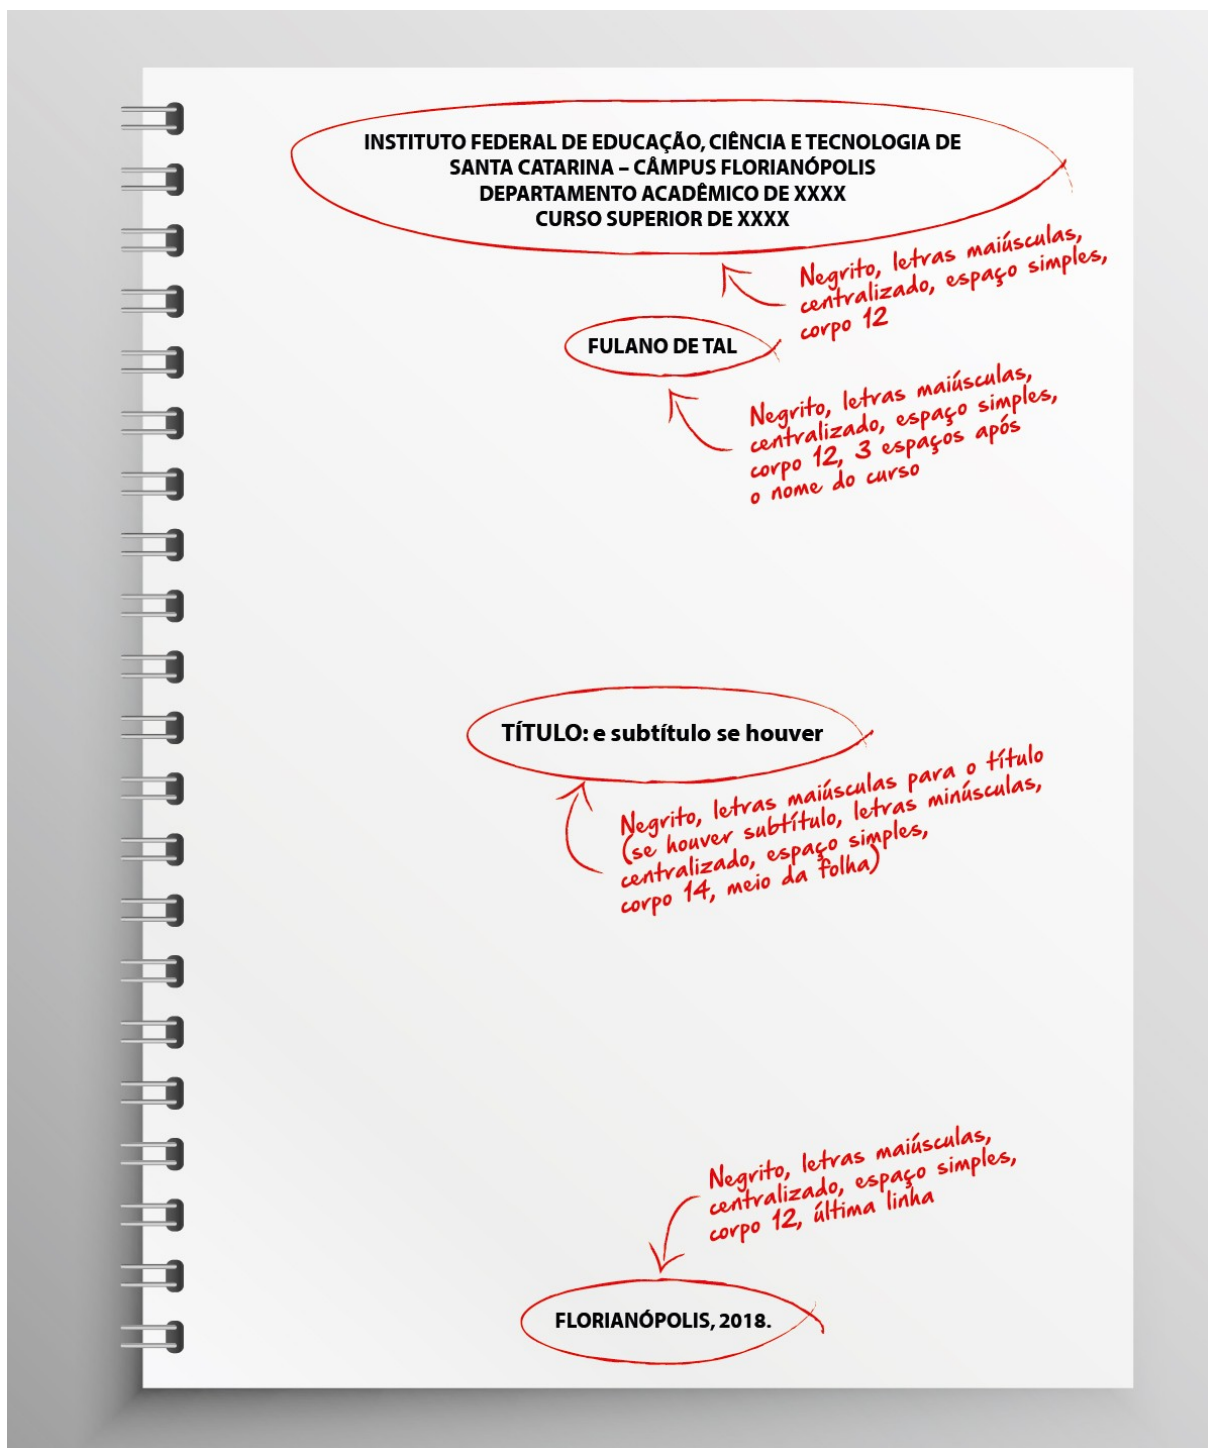 INSTITUTO FEDERAL DE EDUCAÇÃO, CIÊNCIA E TECNOLOGIA DE
SANTA CATARINA – CÂMPUS FLORIANÓPOLIS
DEPARTAMENTO ACADÊMICO DE XXXX
CURSO SUPERIOR DE XXXX
Negrito, letras maiúsculas,
centralizado, espaço simples,
corpo 12
FULANO DE TAL
Negrito, letras maiúsculas,
centralizado, espaço simples,
corpo 12, 3 espaços após
o nome do curso
TÍTULO: e subtítulo se houver
Negrito, letras maiúsculas para o título
(se houver subtítulo, letras minúsculas,
centralizado, espaço simples,
corpo 14, meio da folha)
Negrito, letras maiúsculas,
centralizado, espaço simples,
corpo 12, última linha
FLORIANÓPOLIS, 2018.